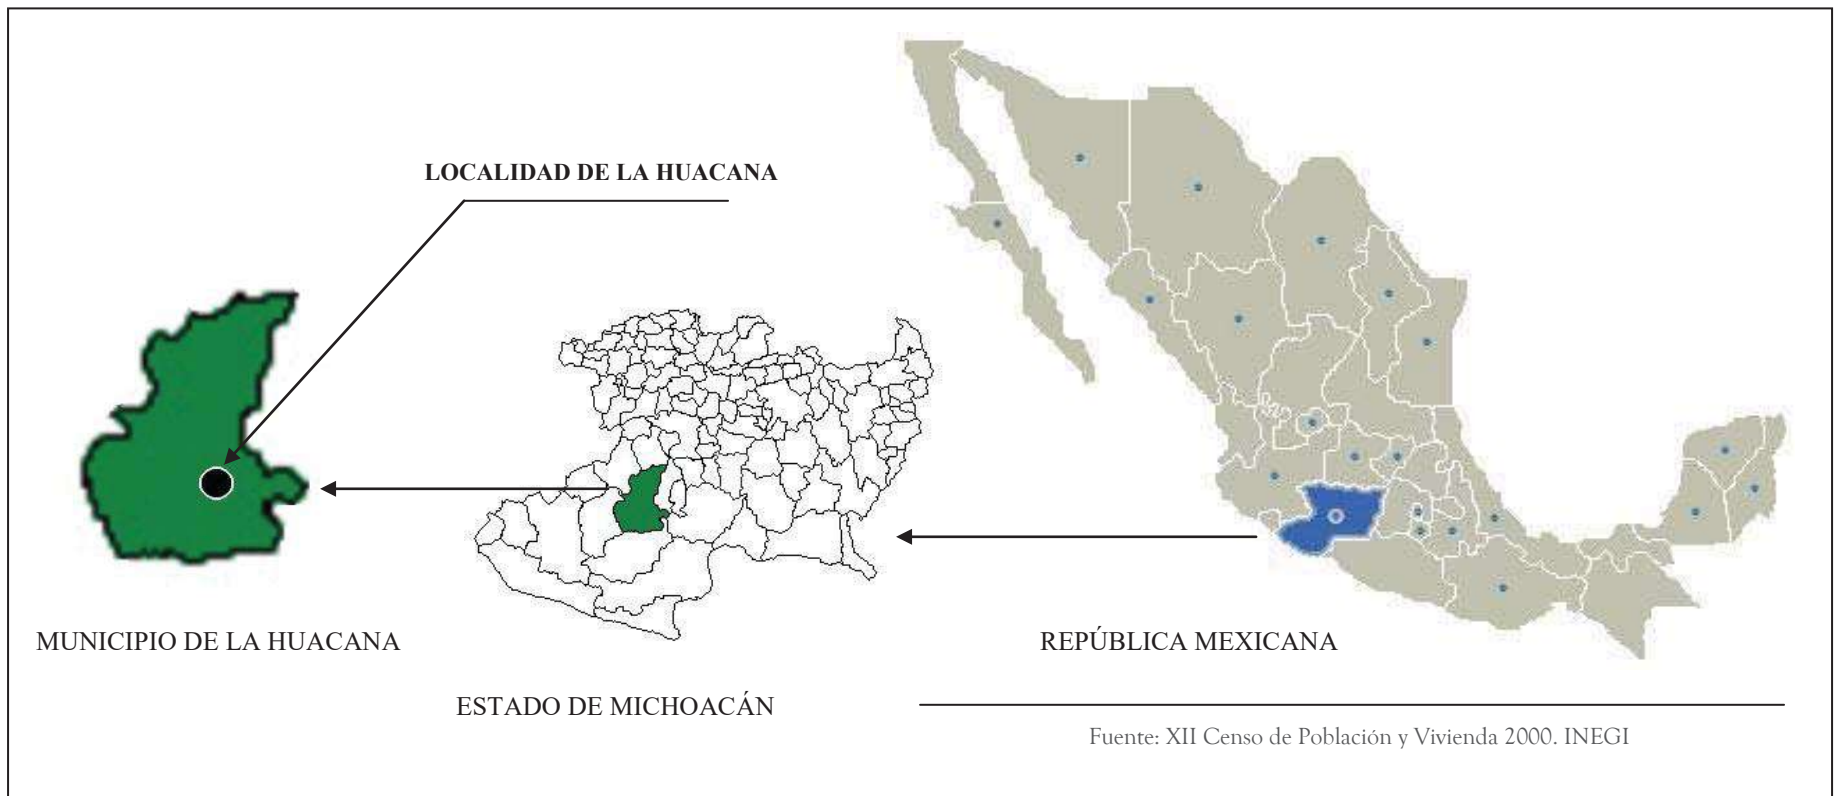 LOCALIDAD DE LA HUACANA
MUNICIPIO DE LA HUACANA
REPÚBLICA MEXICANA
ESTADO DE MICHOACÁN
Fuente: XII Censo de Población y Vivienda 2000. INEGI